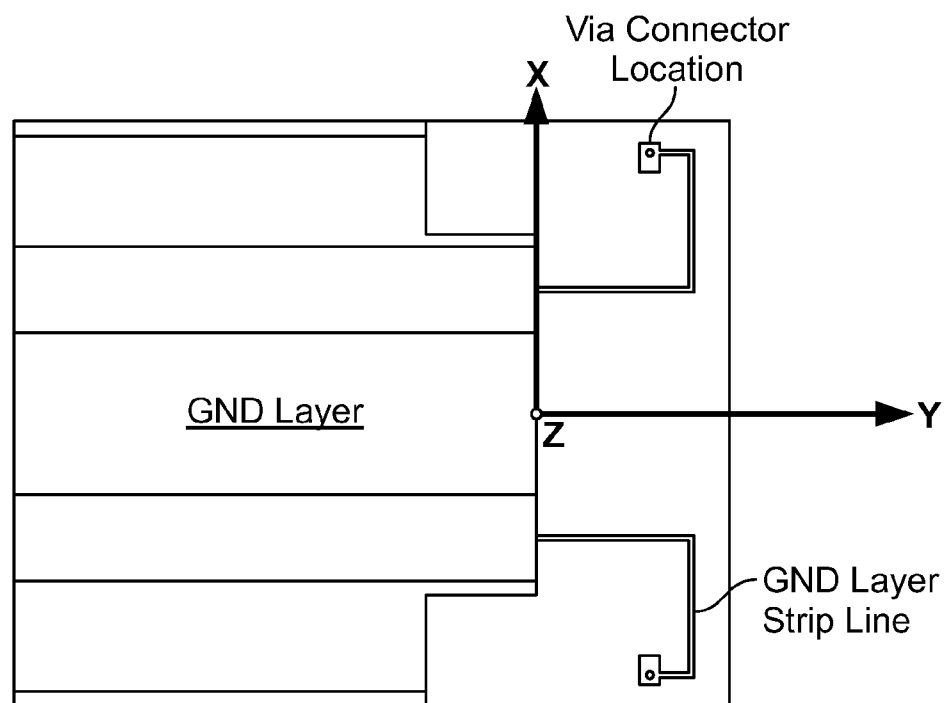 Via Connector
Location
X
GND Layer
Y
Z
GND Layer
Strip Line